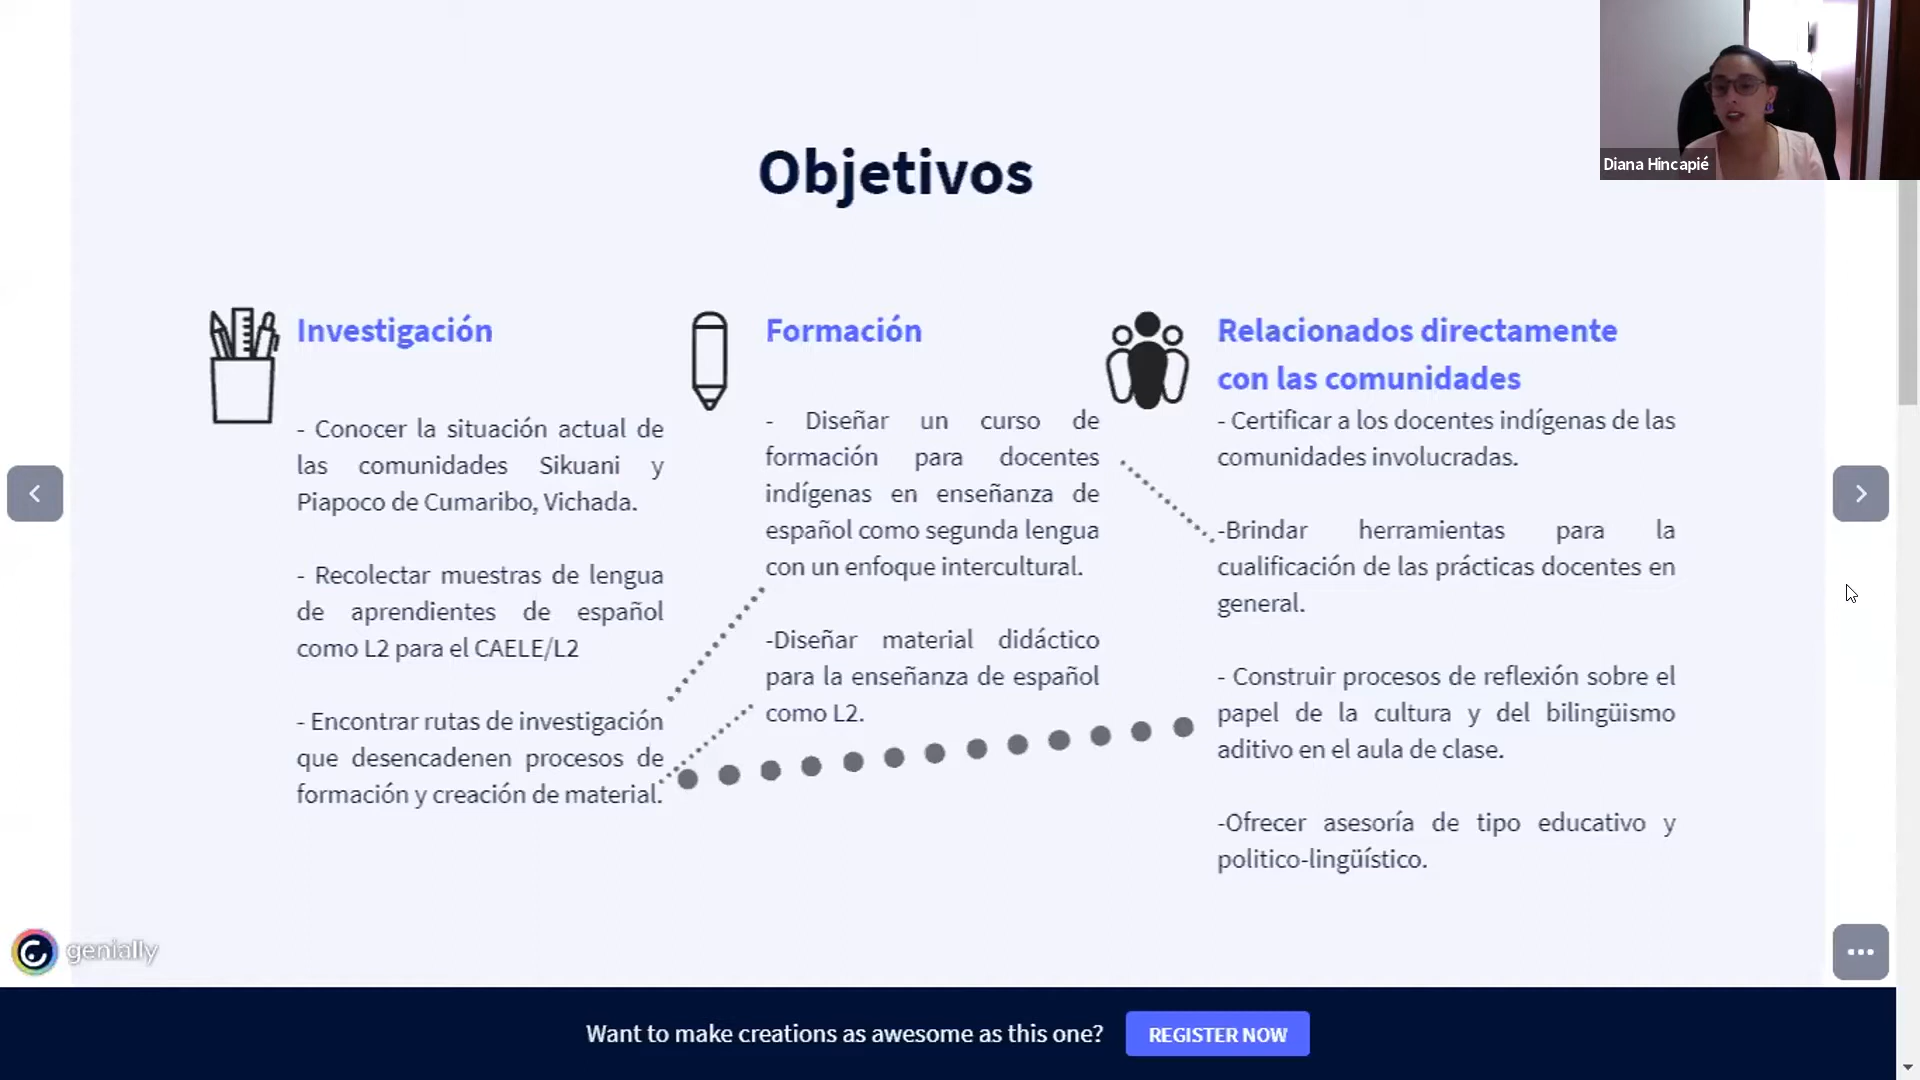 Objetivos
Diana Hincapié
Investigación
- Conocer la situación actual de
las comunidades Sikuani y
Piapoco de Cumaribo, Vichada.
- Recolectar muestras de lengua
de aprendientes de español
como L2 para el CAELE/L2
- Encontrar rutas de investigación
que desencadenen procesos de
formación y creación de material.
Formación
- Diseñar un curso de
formación para docentes
indígenas en enseñanza de
español como segunda lengua
con un enfoque intercultural.
-Diseñar material didáctico
para la enseñanza de español
como L2.
Relacionados directamente
con las comunidades
- Certificar a los docentes indígenas de las
comunidades involucradas.
-Brindar herramientas para la
cualificación de las prácticas docentes en
general.
- Construir procesos de reflexión sobre el
papel de la cultura y del bilingüismo
aditivo en el aula de clase.
-Ofrecer asesoría de tipo educativo y
politico-lingüístico.
genially
Want to make creations as awesome as this one?
REGISTER NOW